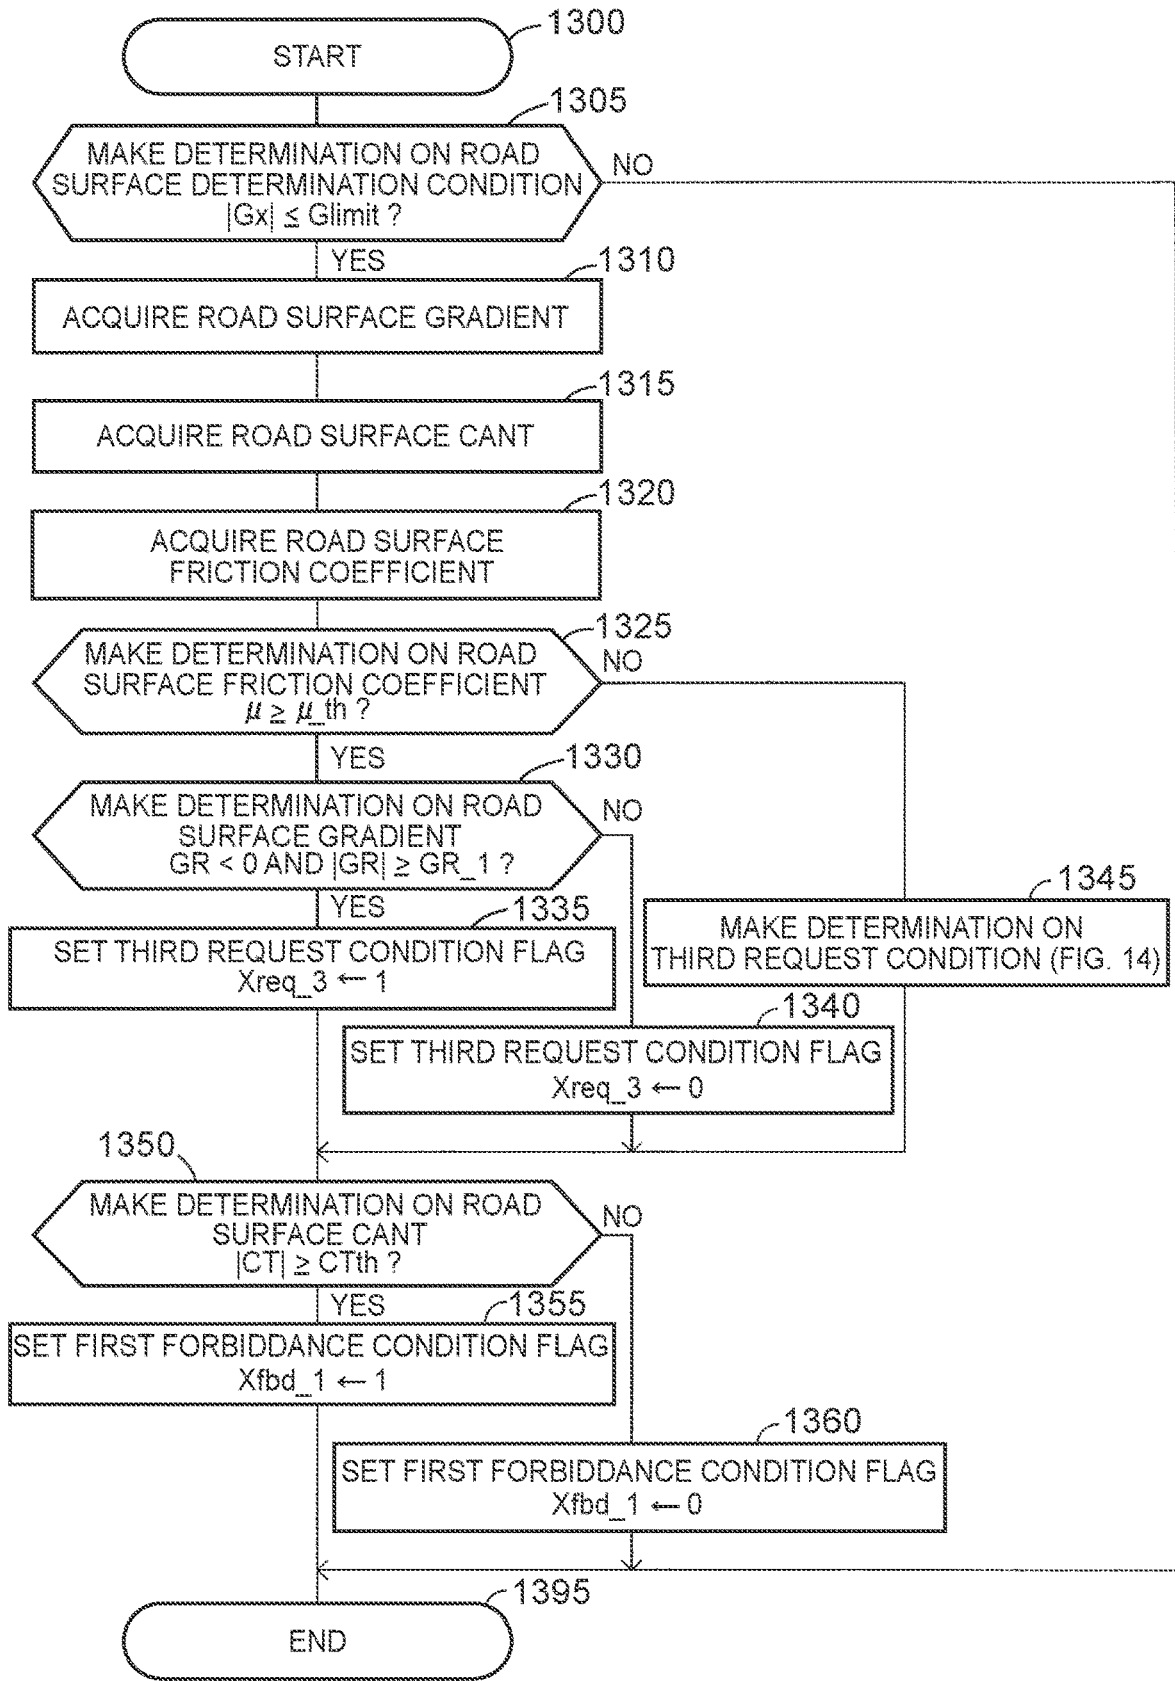 1300
START
1305
MAKE DETERMINATION ON ROAD
SURFACE DETERMINATION CONDITION
|Gx| ≤ Glimit ?
NO
YES
1310
ACQUIRE ROAD SURFACE GRADIENT
1315
ACQUIRE ROAD SURFACE CANT
1320
ACQUIRE ROAD SURFACE
FRICTION COEFFICIENT
1325
MAKE DETERMINATION ON ROAD
SURFACE FRICTION COEFFICIENT
μ ≥ μ_th ?
NO
YES
1330
MAKE DETERMINATION ON ROAD
SURFACE GRADIENT
GR < 0 AND |GR| ≥ GR_1 ?
NO
YES
1335
SET THIRD REQUEST CONDITION FLAG
Xreq_3 ← 1
1345
MAKE DETERMINATION ON
THIRD REQUEST CONDITION (FIG. 14)
1340
SET THIRD REQUEST CONDITION FLAG
Xreq_3 ← 0
1350
MAKE DETERMINATION ON ROAD
SURFACE CANT
|CT| ≥ CTth ?
NO
YES
1355
SET FIRST FORBIDDANCE CONDITION FLAG
Xfbd_1 ← 1
1360
SET FIRST FORBIDDANCE CONDITION FLAG
Xfbd_1 ← 0
1395
END